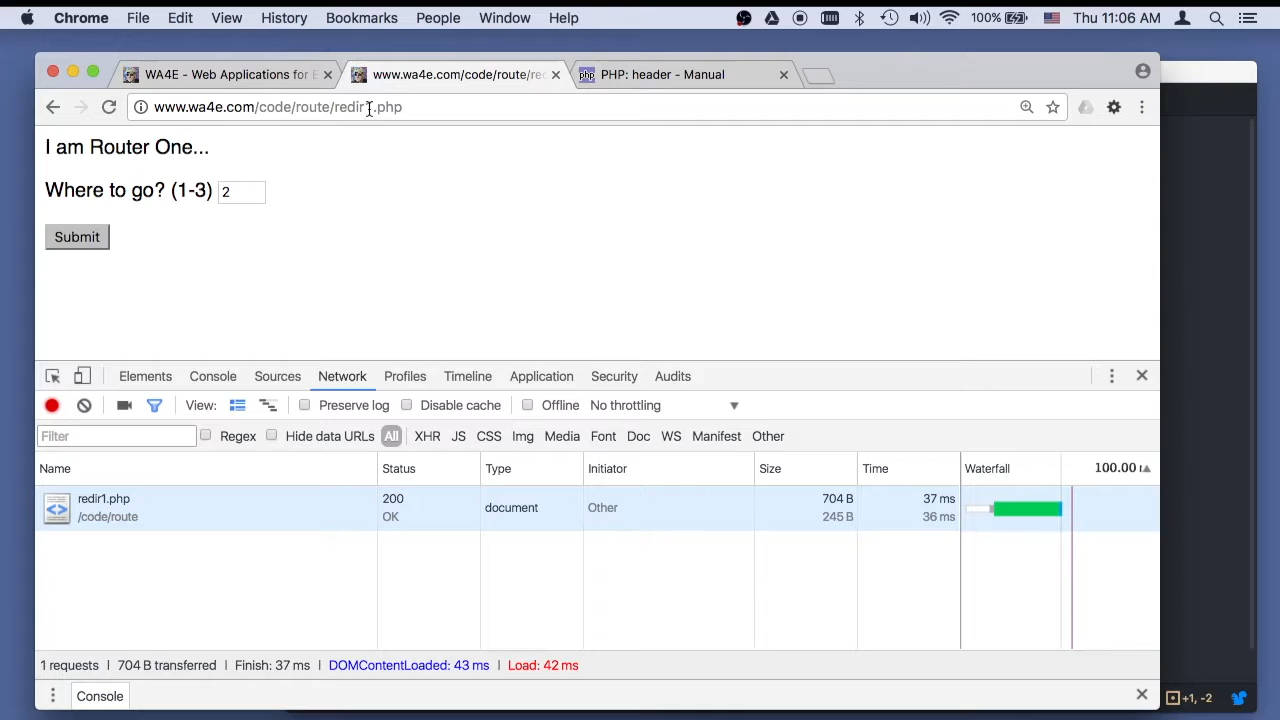 Chrome File Edit View History Bookmarks People Window Help 100% Thu 11:06 AM
WA4E - Web Applications for E
www.wa4e.com/code/route/red
php PHP: header - Manual
www.wa4e.com/code/route/redir1.php
I am Router One...
Where to go? (1-3) 2
Submit
Elements Console Sources Network Profiles Timeline Application Security Audits
View: Preserve log Disable cache Offline No throttling
Filter Regex Hide data URLs All XHR JS CSS Img Media Font Doc WS Manifest Other
Name Status Type Initiator Size Time Waterfall 100.00
redir1.php 200 document Other 704 B 37 ms
/code/route OK 245 B 36 ms
1 requests | 704 B transferred | Finish: 37 ms | DOMContentLoaded: 43 ms | Load: 42 ms
Console
+1, -2